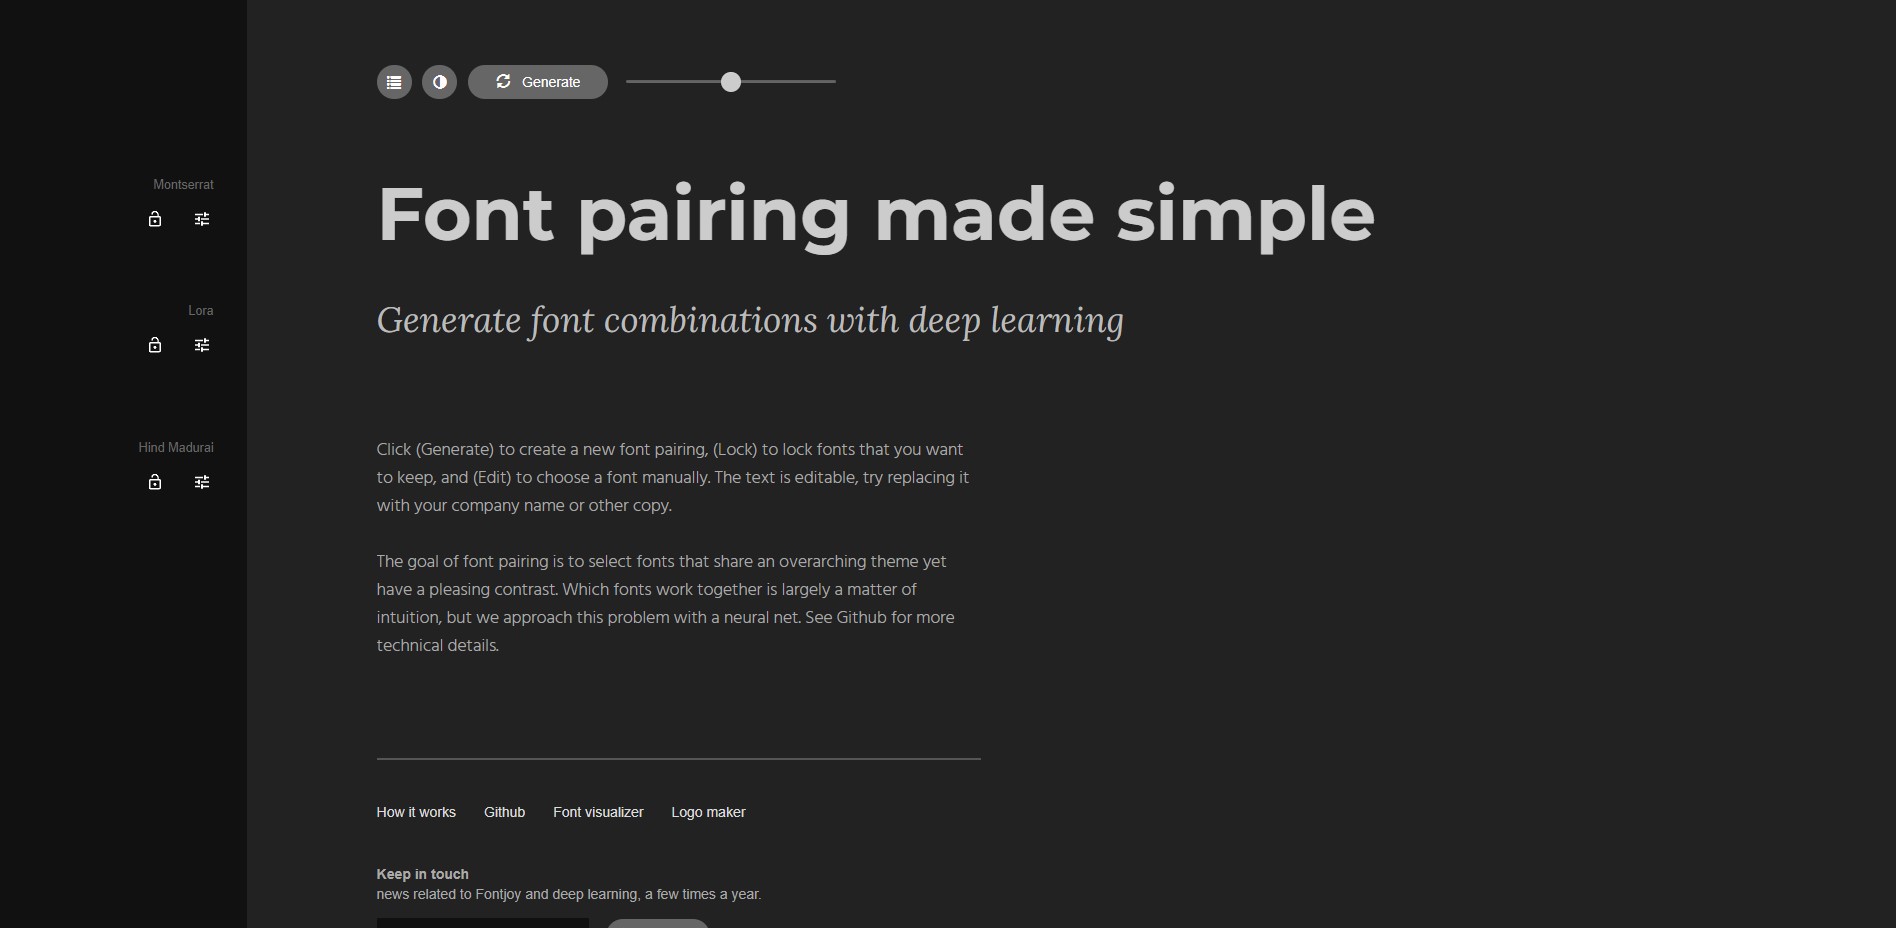 Generate
Montserrat
Font pairing made simple
Lora
Generate font combinations with deep learning
Hind Madurai
Click (Generate) to create a new font pairing, (Lock) to lock fonts that you want
to keep, and (Edit) to choose a font manually. The text is editable, try replacing it
with your company name or other copy.
The goal of font pairing is to select fonts that share an overarching theme yet
have a pleasing contrast. Which fonts work together is largely a matter of
intuition, but we approach this problem with a neural net. See Github for more
technical details.
How it works Github Font visualizer Logo maker
Keep in touch
news related to Fontjoy and deep learning, a few times a year.